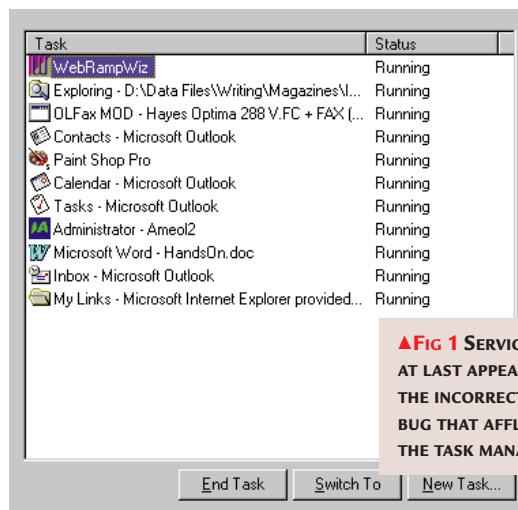 Task Status
WebRampWiz Running
Exploring - D:\Data Files\Writing\Magazines\I... Running
OLFax MOD - Hayes Optima 288 V.FC + FAX (... Running
Contacts - Microsoft Outlook Running
Paint Shop Pro Running
Calendar - Microsoft Outlook Running
Tasks - Microsoft Outlook Running
Administrator - Ameol2 Running
Microsoft Word - HandsOn.doc Running
Inbox - Microsoft Outlook Running
My Links - Microsoft Internet Explorer provided... Running
▲FIG 1 SERVIC
AT LAST APPEA
THE INCORRECT
BUG THAT AFFL
THE TASK MANA
End Task Switch To New Task...